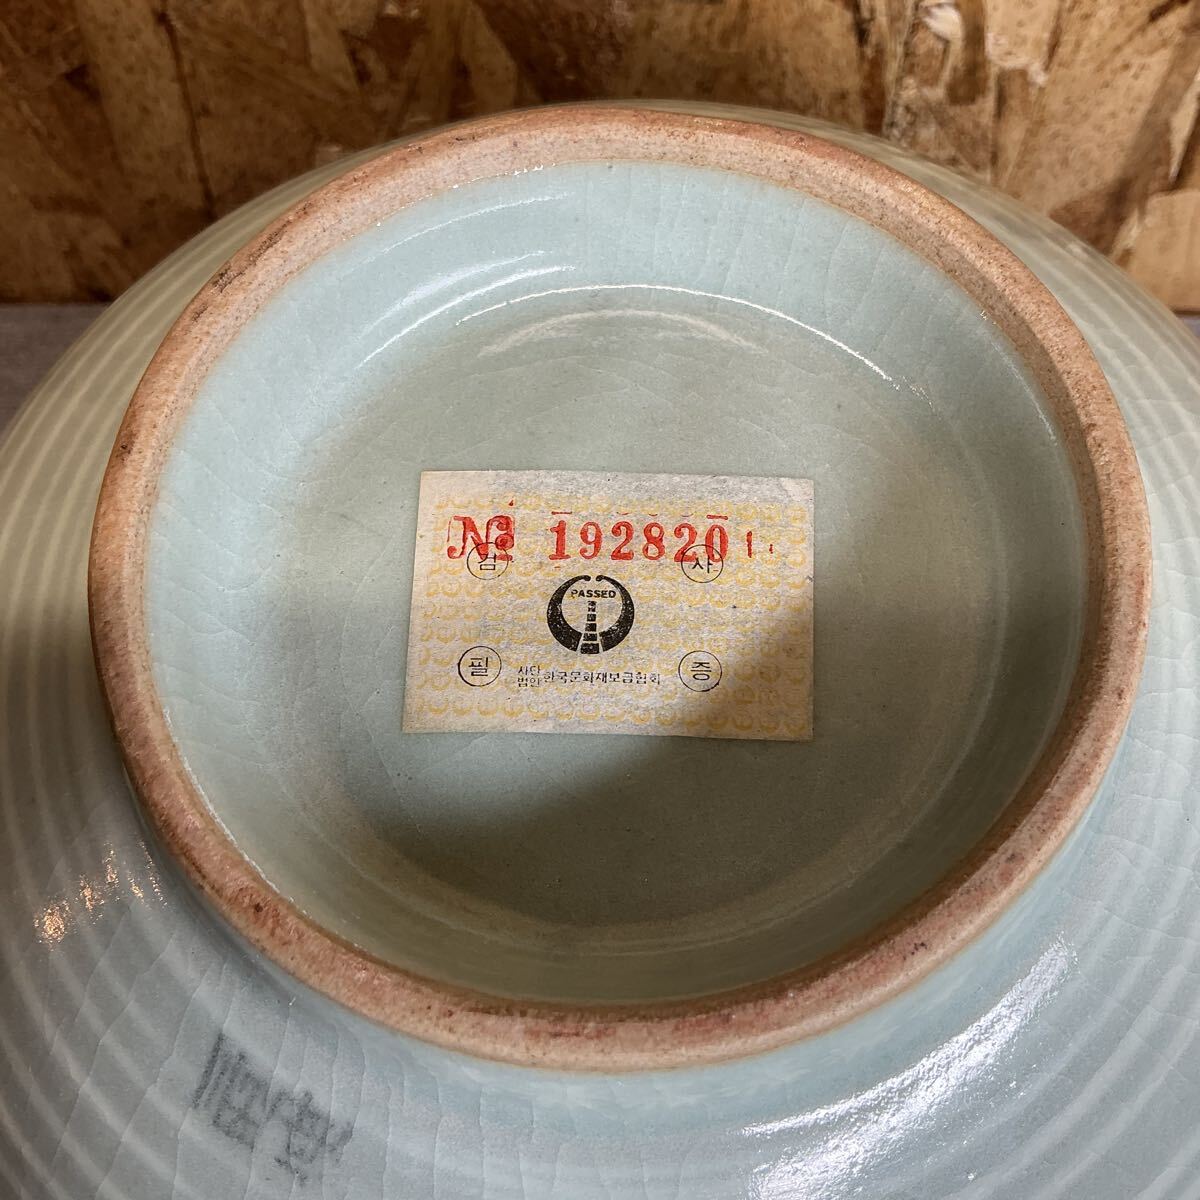 № 192820
검 사
PASSED
필 증
사단
법인 한국문화재보급협회